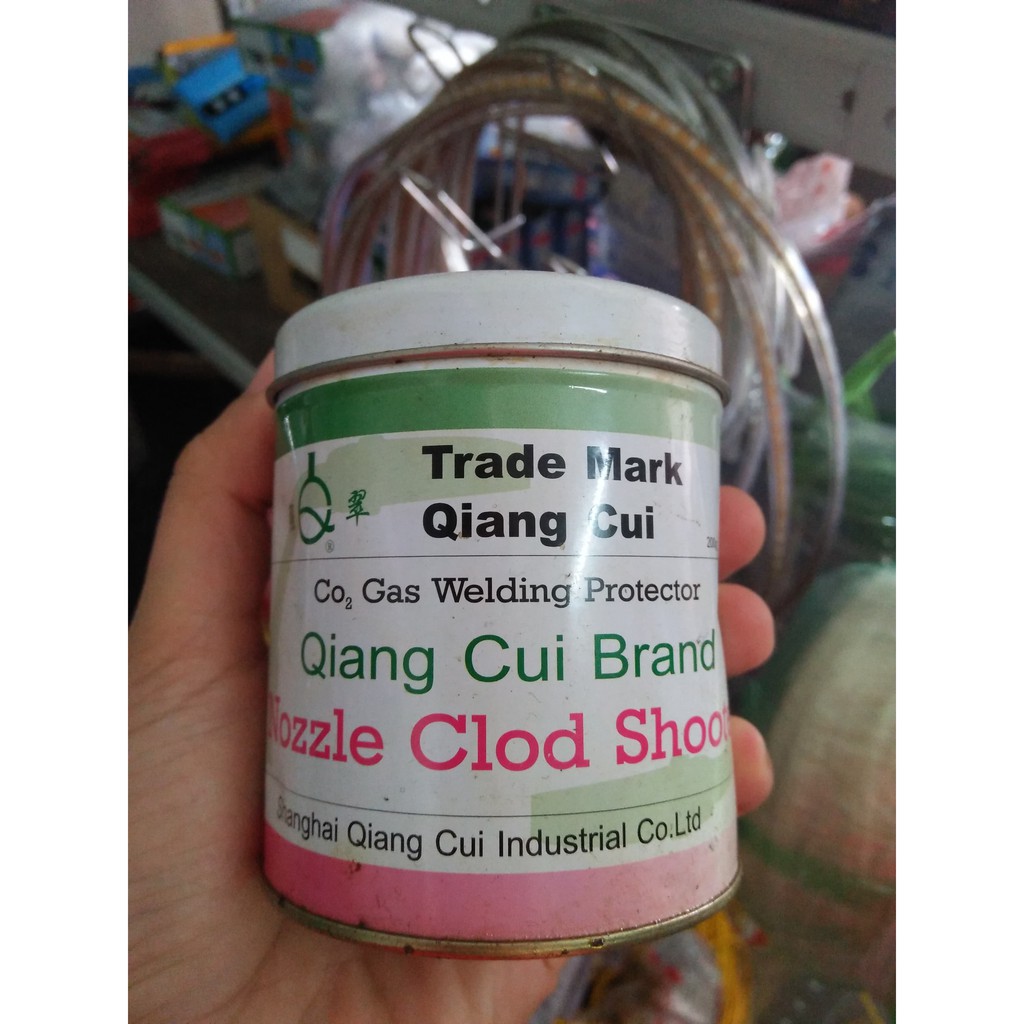 Trade Mark
翠
Qiang Cui
Co₂ Gas Welding Protector
Qiang Cui Brand
Nozzle Clod Shoot
Shanghai Qiang Cui Industrial Co.Ltd